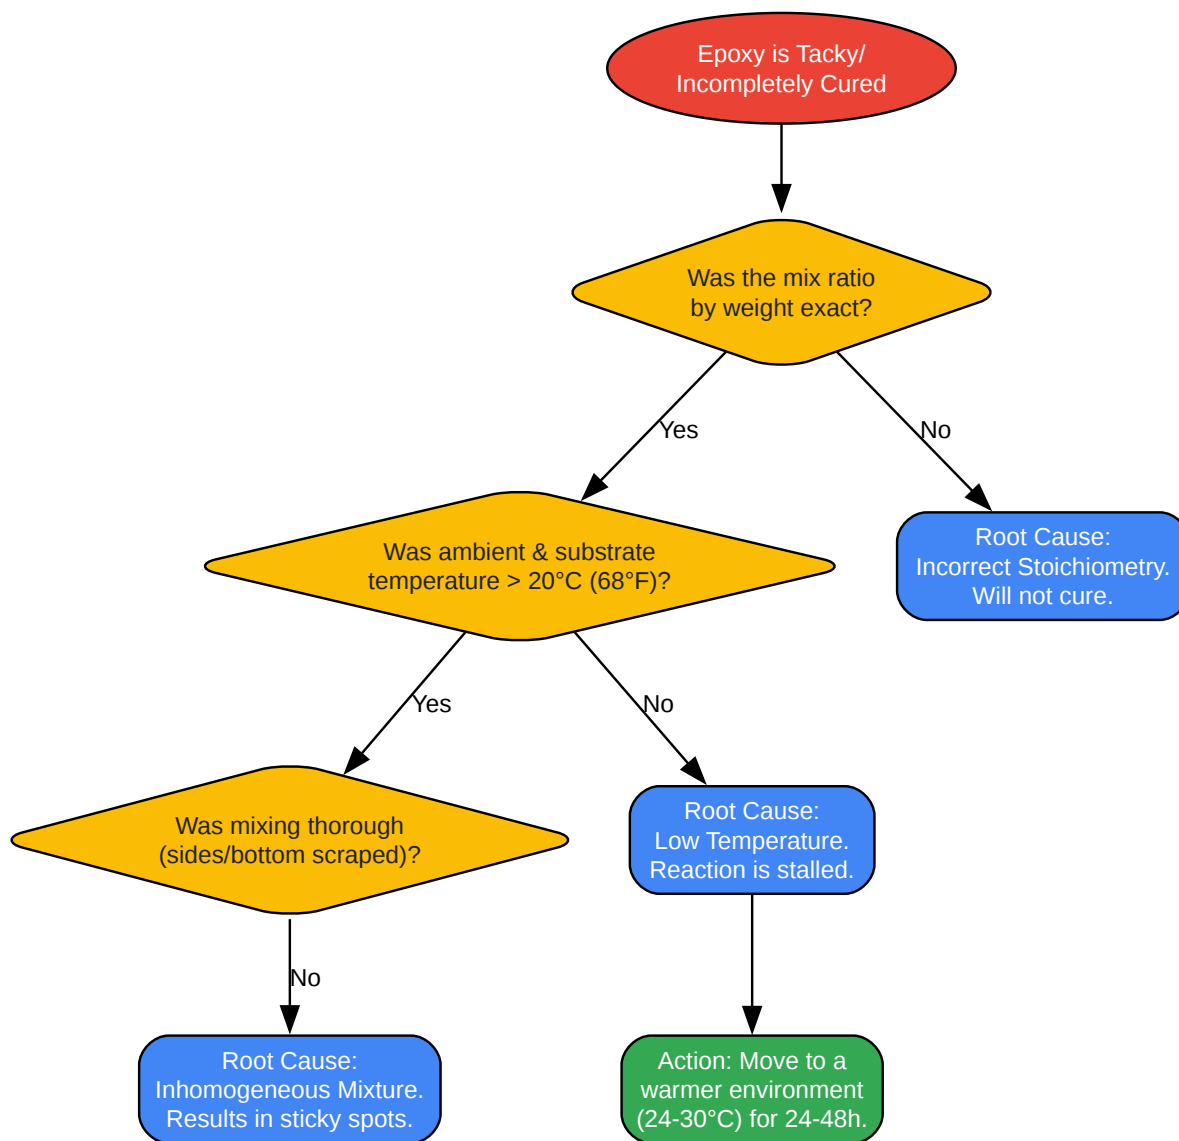 Epoxy is Tacky/
Incompletely Cured
Was the mix ratio
by weight exact?
Yes
No
Was ambient & substrate
temperature > 20°C (68°F)?
Root Cause:
Incorrect Stoichiometry.
Will not cure.
Yes
No
Was mixing thorough
(sides/bottom scraped)?
Root Cause:
Low Temperature.
Reaction is stalled.
No
Root Cause:
Inhomogeneous Mixture.
Results in sticky spots.
Action: Move to a
warmer environment
(24-30°C) for 24-48h.